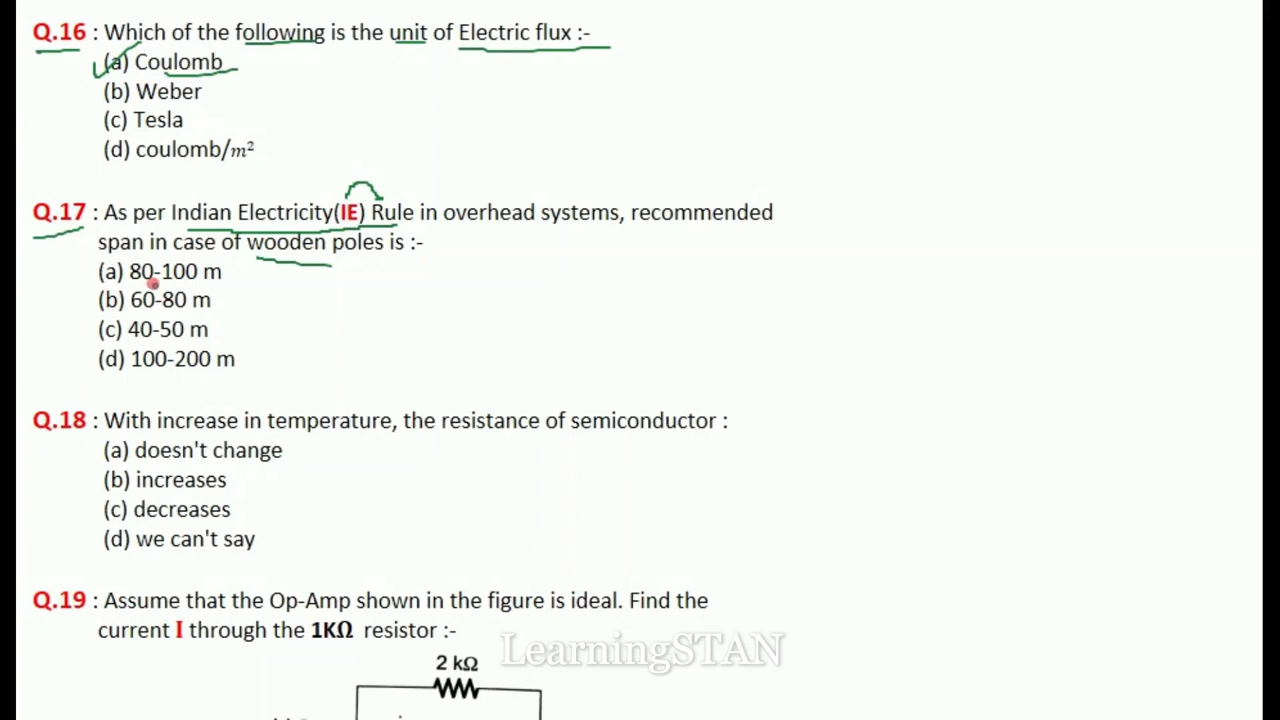 Q.16 : Which of the following is the unit of Electric flux :-
(a) Coulomb
(b) Weber
(c) Tesla
(d) coulomb/m²
Q.17 : As per Indian Electricity(IE) Rule in overhead systems, recommended
span in case of wooden poles is :-
(a) 80-100 m
(b) 60-80 m
(c) 40-50 m
(d) 100-200 m
Q.18 : With increase in temperature, the resistance of semiconductor :
(a) doesn't change
(b) increases
(c) decreases
(d) we can't say
Q.19 : Assume that the Op-Amp shown in the figure is ideal. Find the
current I through the 1KΩ resistor :-
LearningSTAN
2 kΩ